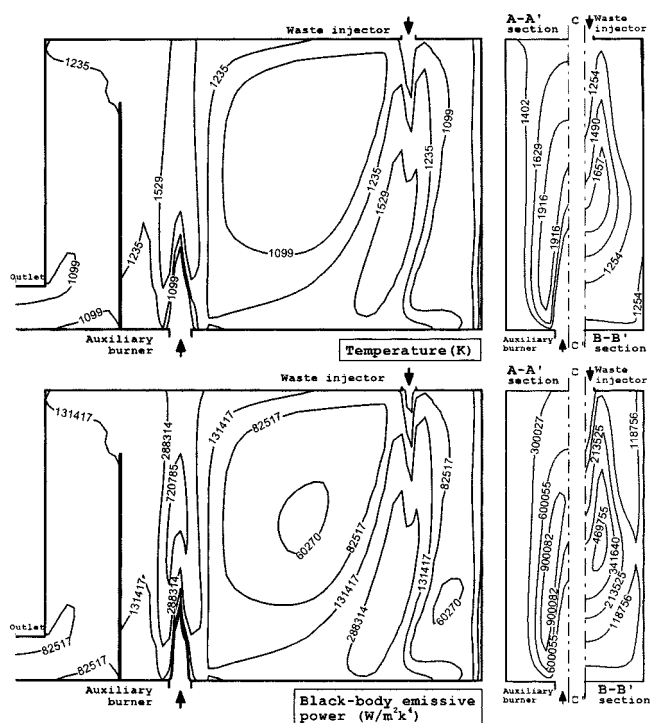 Waste injector
A-A'
section
C
Waste
injector
1235
1529
1235
1099
1235
1099
1235
1529
1099
1235
1099
1099
Outlet
Auxiliary
burner
Temperature(K)
1402
1629
1916
1916
1254
1490
1657
1254
1254
Auxiliary
burner
C
B-B'
section
Waste injector
A-A'
section
C
Waste
injector
131417
288314
720785
288314
131417
82517
60270
82517
131417
288314
82517
131417
60270
131417
82517
82517
Outlet
Auxiliary
burner
Black-body emissive
power (W/m²k⁴)
300027
600055
900082
900082
600055
118756
213525
469755
341640
213525
118756
Auxiliary
burner
C
B-B'
section